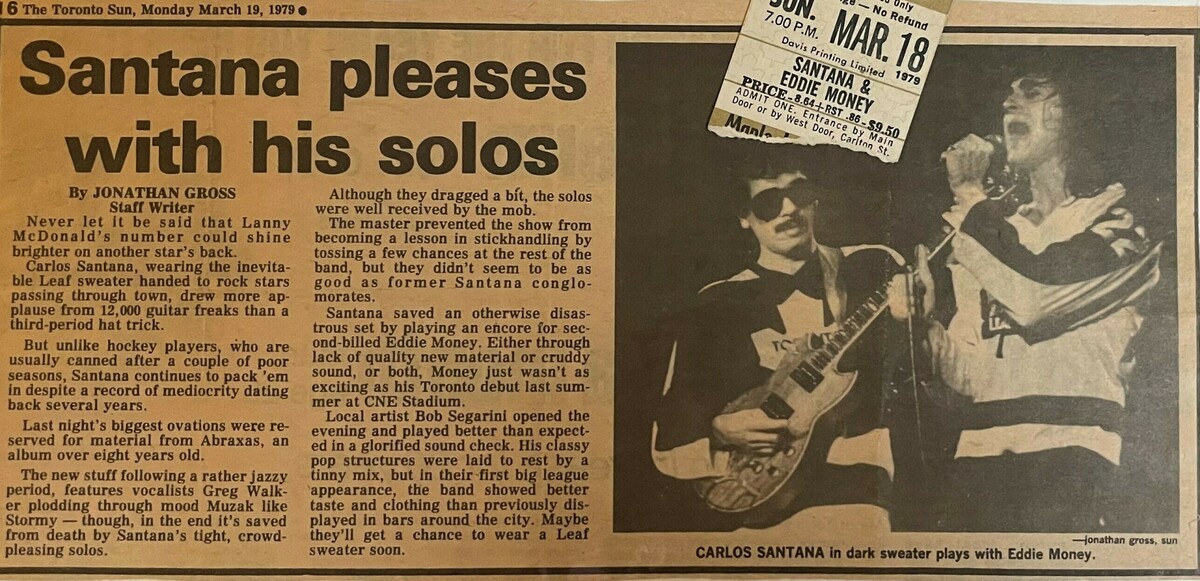 16 The Toronto Sun, Monday March 19, 1979 ●
Santana pleases
with his solos
By JONATHAN GROSS
Staff Writer
Never let it be said that Lanny
McDonald's number could shine
brighter on another star's back.
Carlos Santana, wearing the inevita-
ble Leaf sweater handed to rock stars
passing through town, drew more ap-
plause from 12,000 guitar freaks than a
third-period hat trick.
But unlike hockey players, who are
usually canned after a couple of poor
seasons, Santana continues to pack 'em
in despite a record of mediocrity dating
back several years.
Last night's biggest ovations were re-
served for material from Abraxas, an
album over eight years old.
The new stuff following a rather jazzy
period, features vocalists Greg Walk-
er plodding through mood Muzak like
Stormy — though, in the end it's saved
from death by Santana's tight, crowd-
pleasing solos.
Although they dragged a bit, the solos
were well received by the mob.
The master prevented the show from
becoming a lesson in stickhandling by
tossing a few chances at the rest of the
band, but they didn't seem to be as
good as former Santana conglo-
morates.
Santana saved an otherwise disas-
trous set by playing an encore for sec-
ond-billed Eddie Money. Either through
lack of quality new material or cruddy
sound, or both, Money just wasn't as
exciting as his Toronto debut last sum-
mer at CNE Stadium.
Local artist Bob Segarini opened the
evening and played better than expect-
ed in a glorified sound check. His classy
pop structures were laid to rest by a
tinny mix, but in their first big league
appearance, the band showed better
taste and clothing than previously dis-
played in bars around the city. Maybe
they'll get a chance to wear a Leaf
sweater soon.
Only
— No Refund
SUN. MAR. 18
7.00 P.M.
Davis Printing Limited 1979
SANTANA &
EDDIE MONEY
PRICE-8.64+RST .86-$9.50
ADMIT ONE. Entrance by Main
Door or by West Door, Carlton St.
—jonathan gross, sun
CARLOS SANTANA in dark sweater plays with Eddie Money.